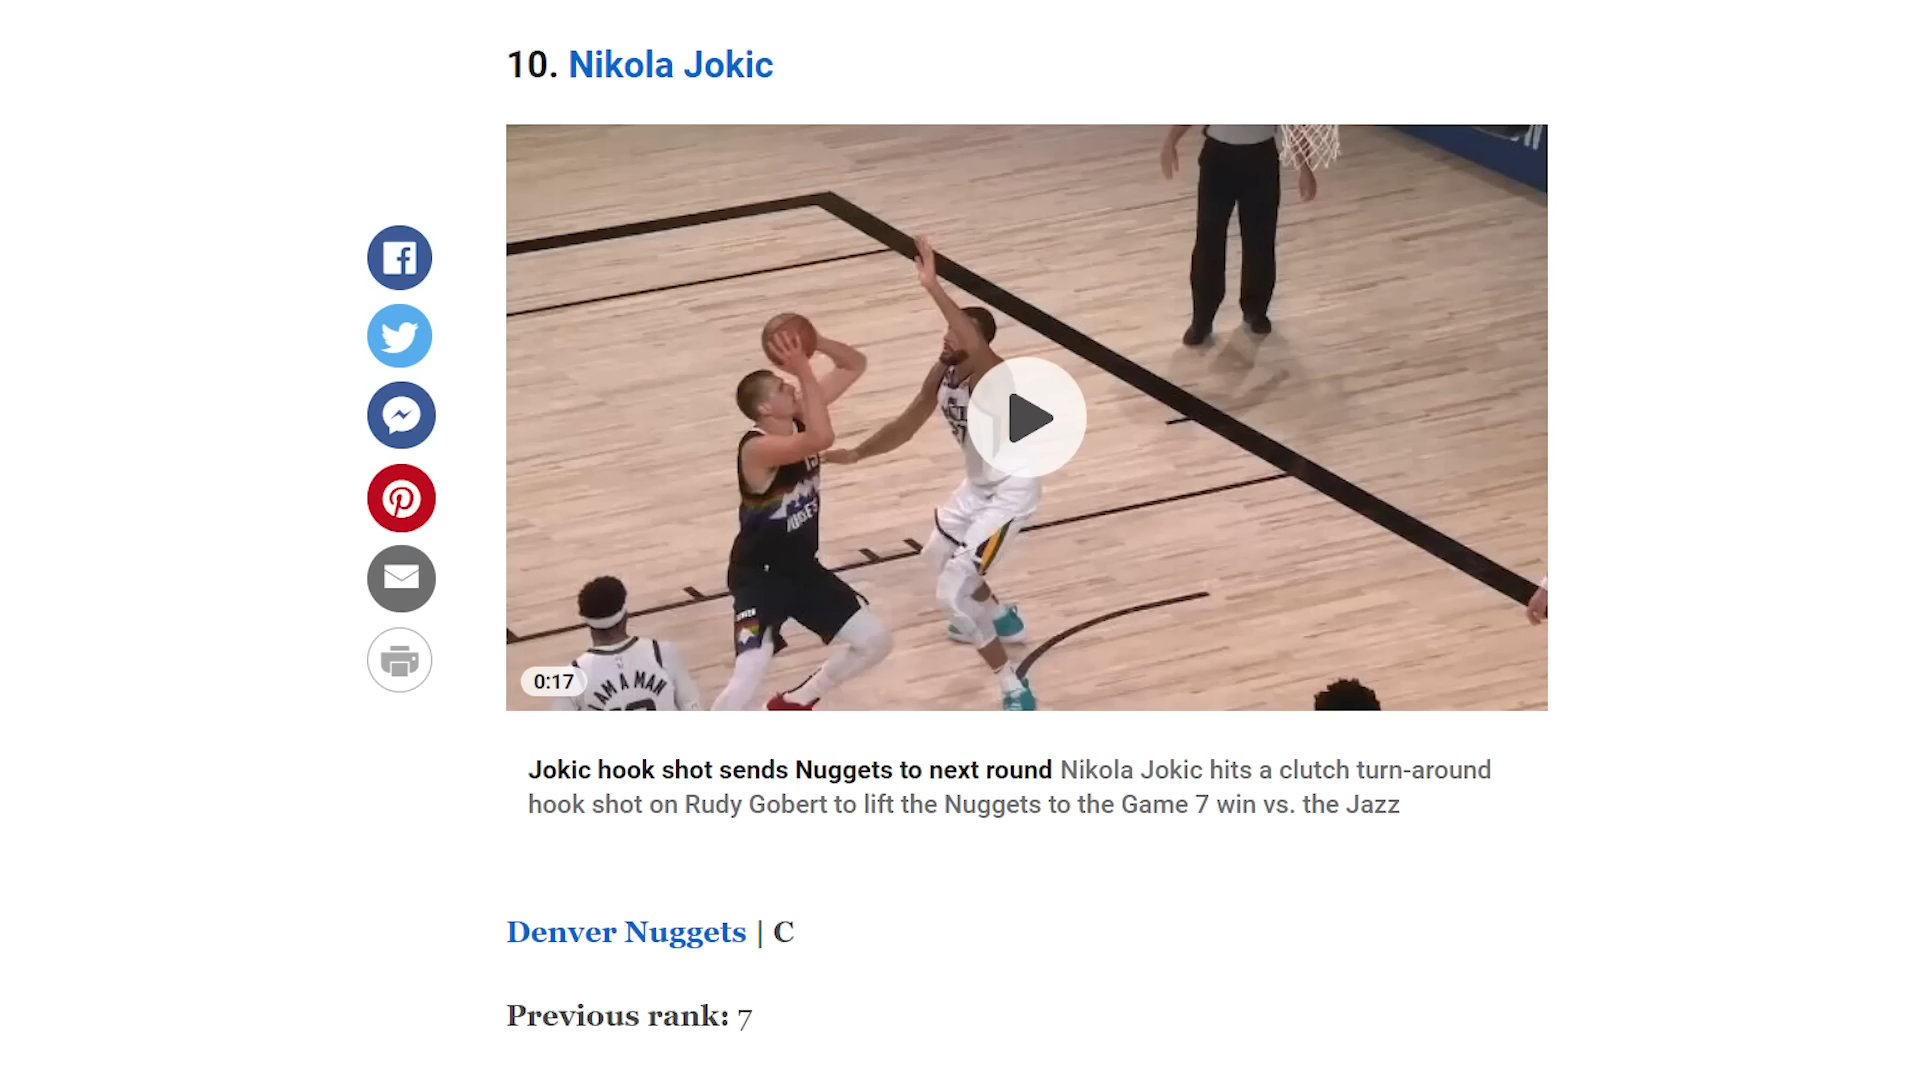 10. Nikola Jokic
I AM A MAN
0:17
Jokic hook shot sends Nuggets to next round Nikola Jokic hits a clutch turn-around
hook shot on Rudy Gobert to lift the Nuggets to the Game 7 win vs. the Jazz
Denver Nuggets | C
Previous rank: 7